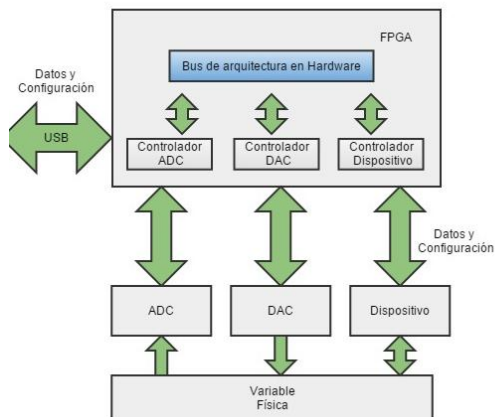 FPGA
Bus de arquitectura en Hardware
Datos y
Configuración
USB
Controlador
ADC
Controlador
DAC
Controlador
Dispositivo
Datos y
Configuración
ADC
DAC
Dispositivo
Variable
Física